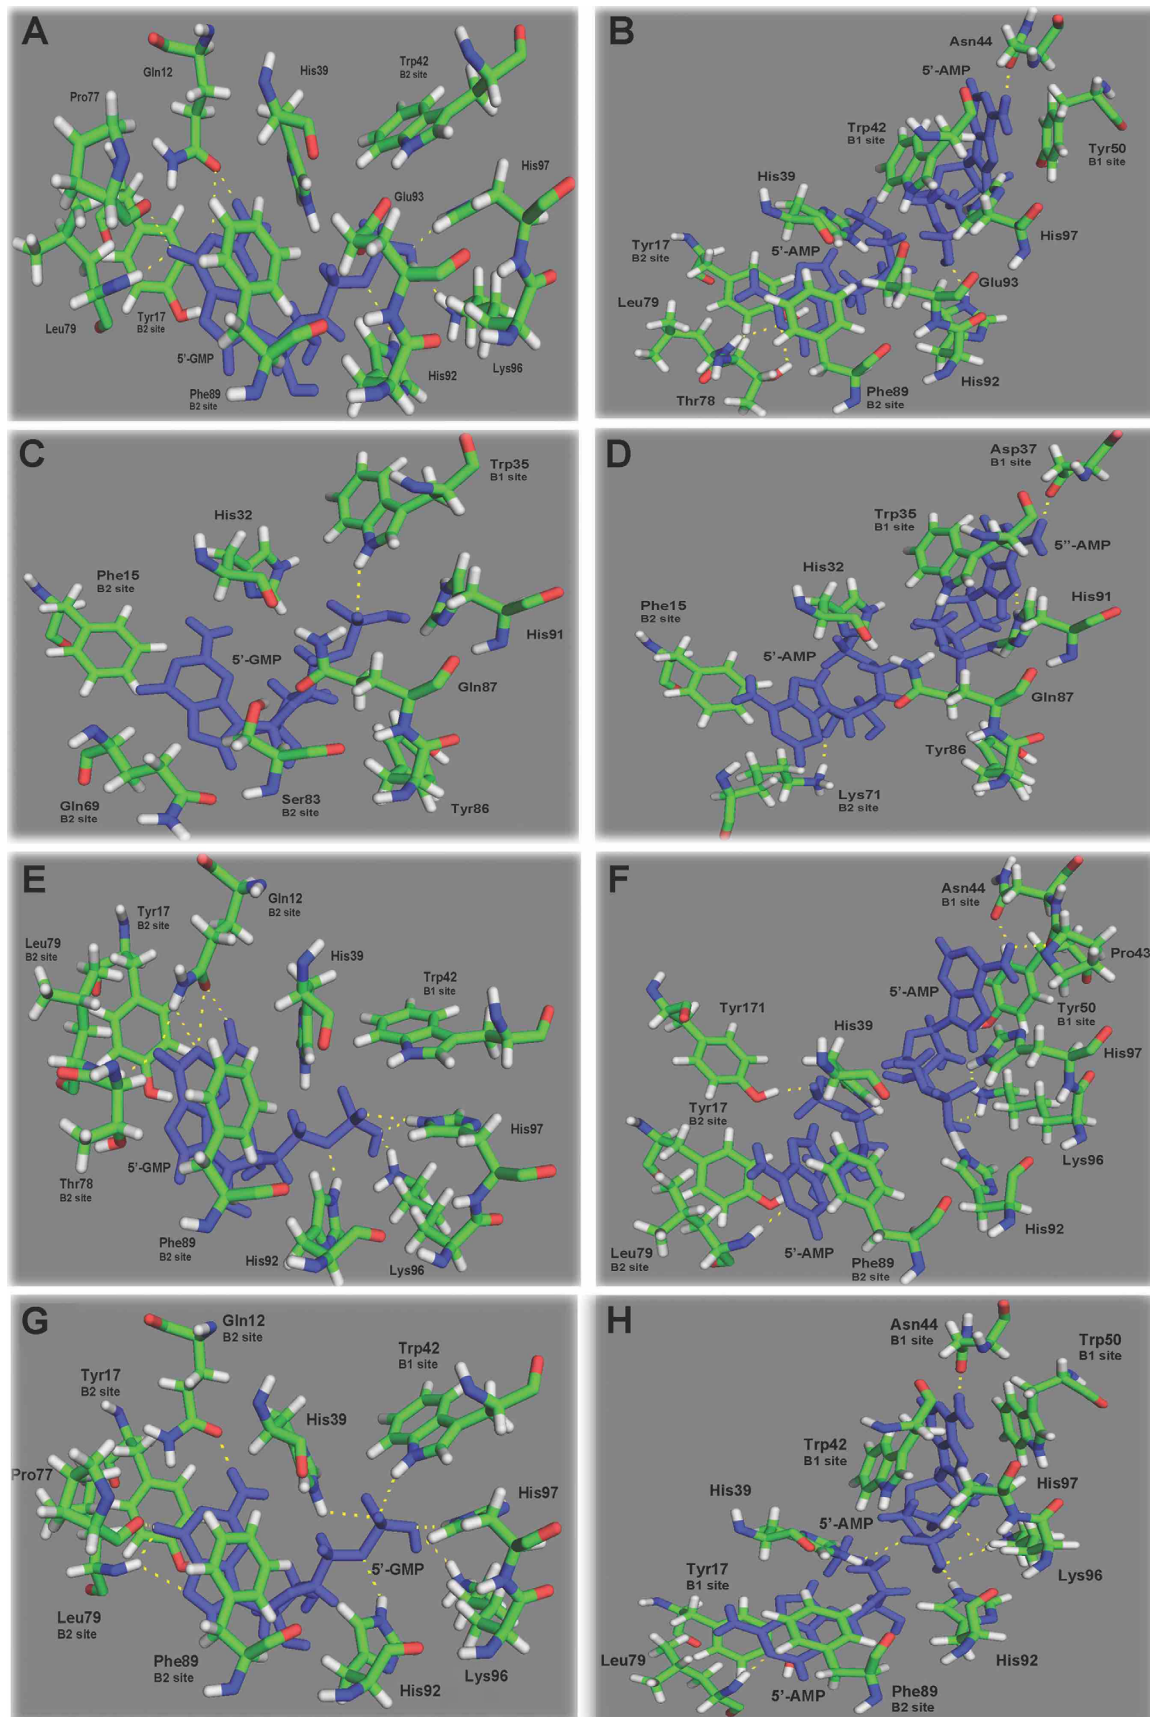 A
Gln12
His39
Trp42
B2 site
Pro77
His97
Glu93
Leu79
Tyr17
B2 site
5'-GMP
Phe89
B2 site
His92
Lys96
B
Asn44
5'-AMP
Trp42
B1 site
Tyr50
B1 site
His39
His97
Tyr17
B2 site
5'-AMP
Glu93
Leu79
Thr78
Phe89
B2 site
His92
C
Trp35
B1 site
His32
Phe15
B2 site
His91
5'-GMP
Gln87
Gln69
B2 site
Ser83
B2 site
Tyr86
D
Asp37
B1 site
Trp35
B1 site
5''-AMP
His32
Phe15
B2 site
His91
5'-AMP
Gln87
Tyr86
Lys71
B2 site
E
Gln12
B2 site
Tyr17
B2 site
Leu79
B2 site
His39
Trp42
B1 site
His97
5'-GMP
Thr78
B2 site
Phe89
B2 site
His92
Lys96
F
Asn44
B1 site
Pro43
5'-AMP
Tyr171
Tyr50
B1 site
His39
His97
Tyr17
B2 site
Lys96
Leu79
B2 site
5'-AMP
Phe89
B2 site
His92
G
Gln12
B2 site
Trp42
B1 site
Tyr17
B2 site
His39
Pro77
His97
5'-GMP
Leu79
B2 site
Phe89
B2 site
His92
Lys96
H
Asn44
B1 site
Trp50
B1 site
Trp42
B1 site
His97
His39
5'-AMP
Tyr17
B1 site
Lys96
Leu79
His92
5'-AMP
Phe89
B2 site